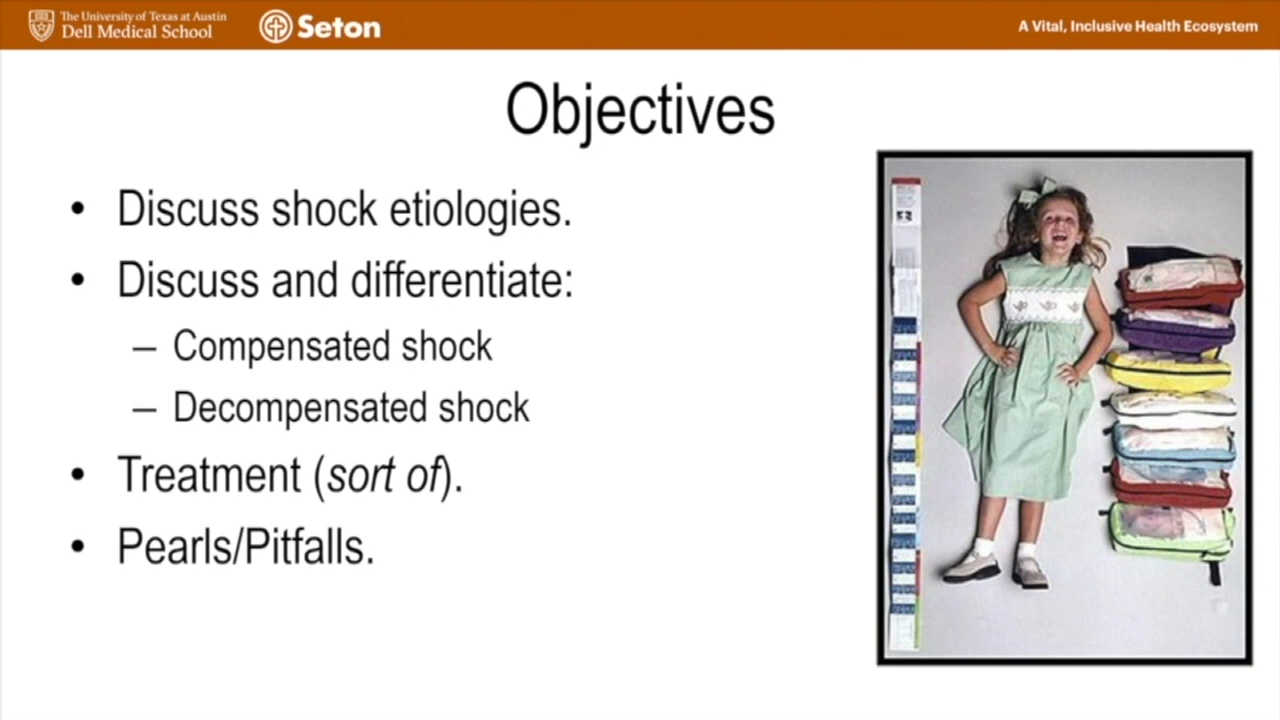 The University of Texas at Austin
Dell Medical School
Seton
A Vital, Inclusive Health Ecosystem
Objectives
• Discuss shock etiologies.
• Discuss and differentiate:
– Compensated shock
– Decompensated shock
• Treatment (sort of).
• Pearls/Pitfalls.